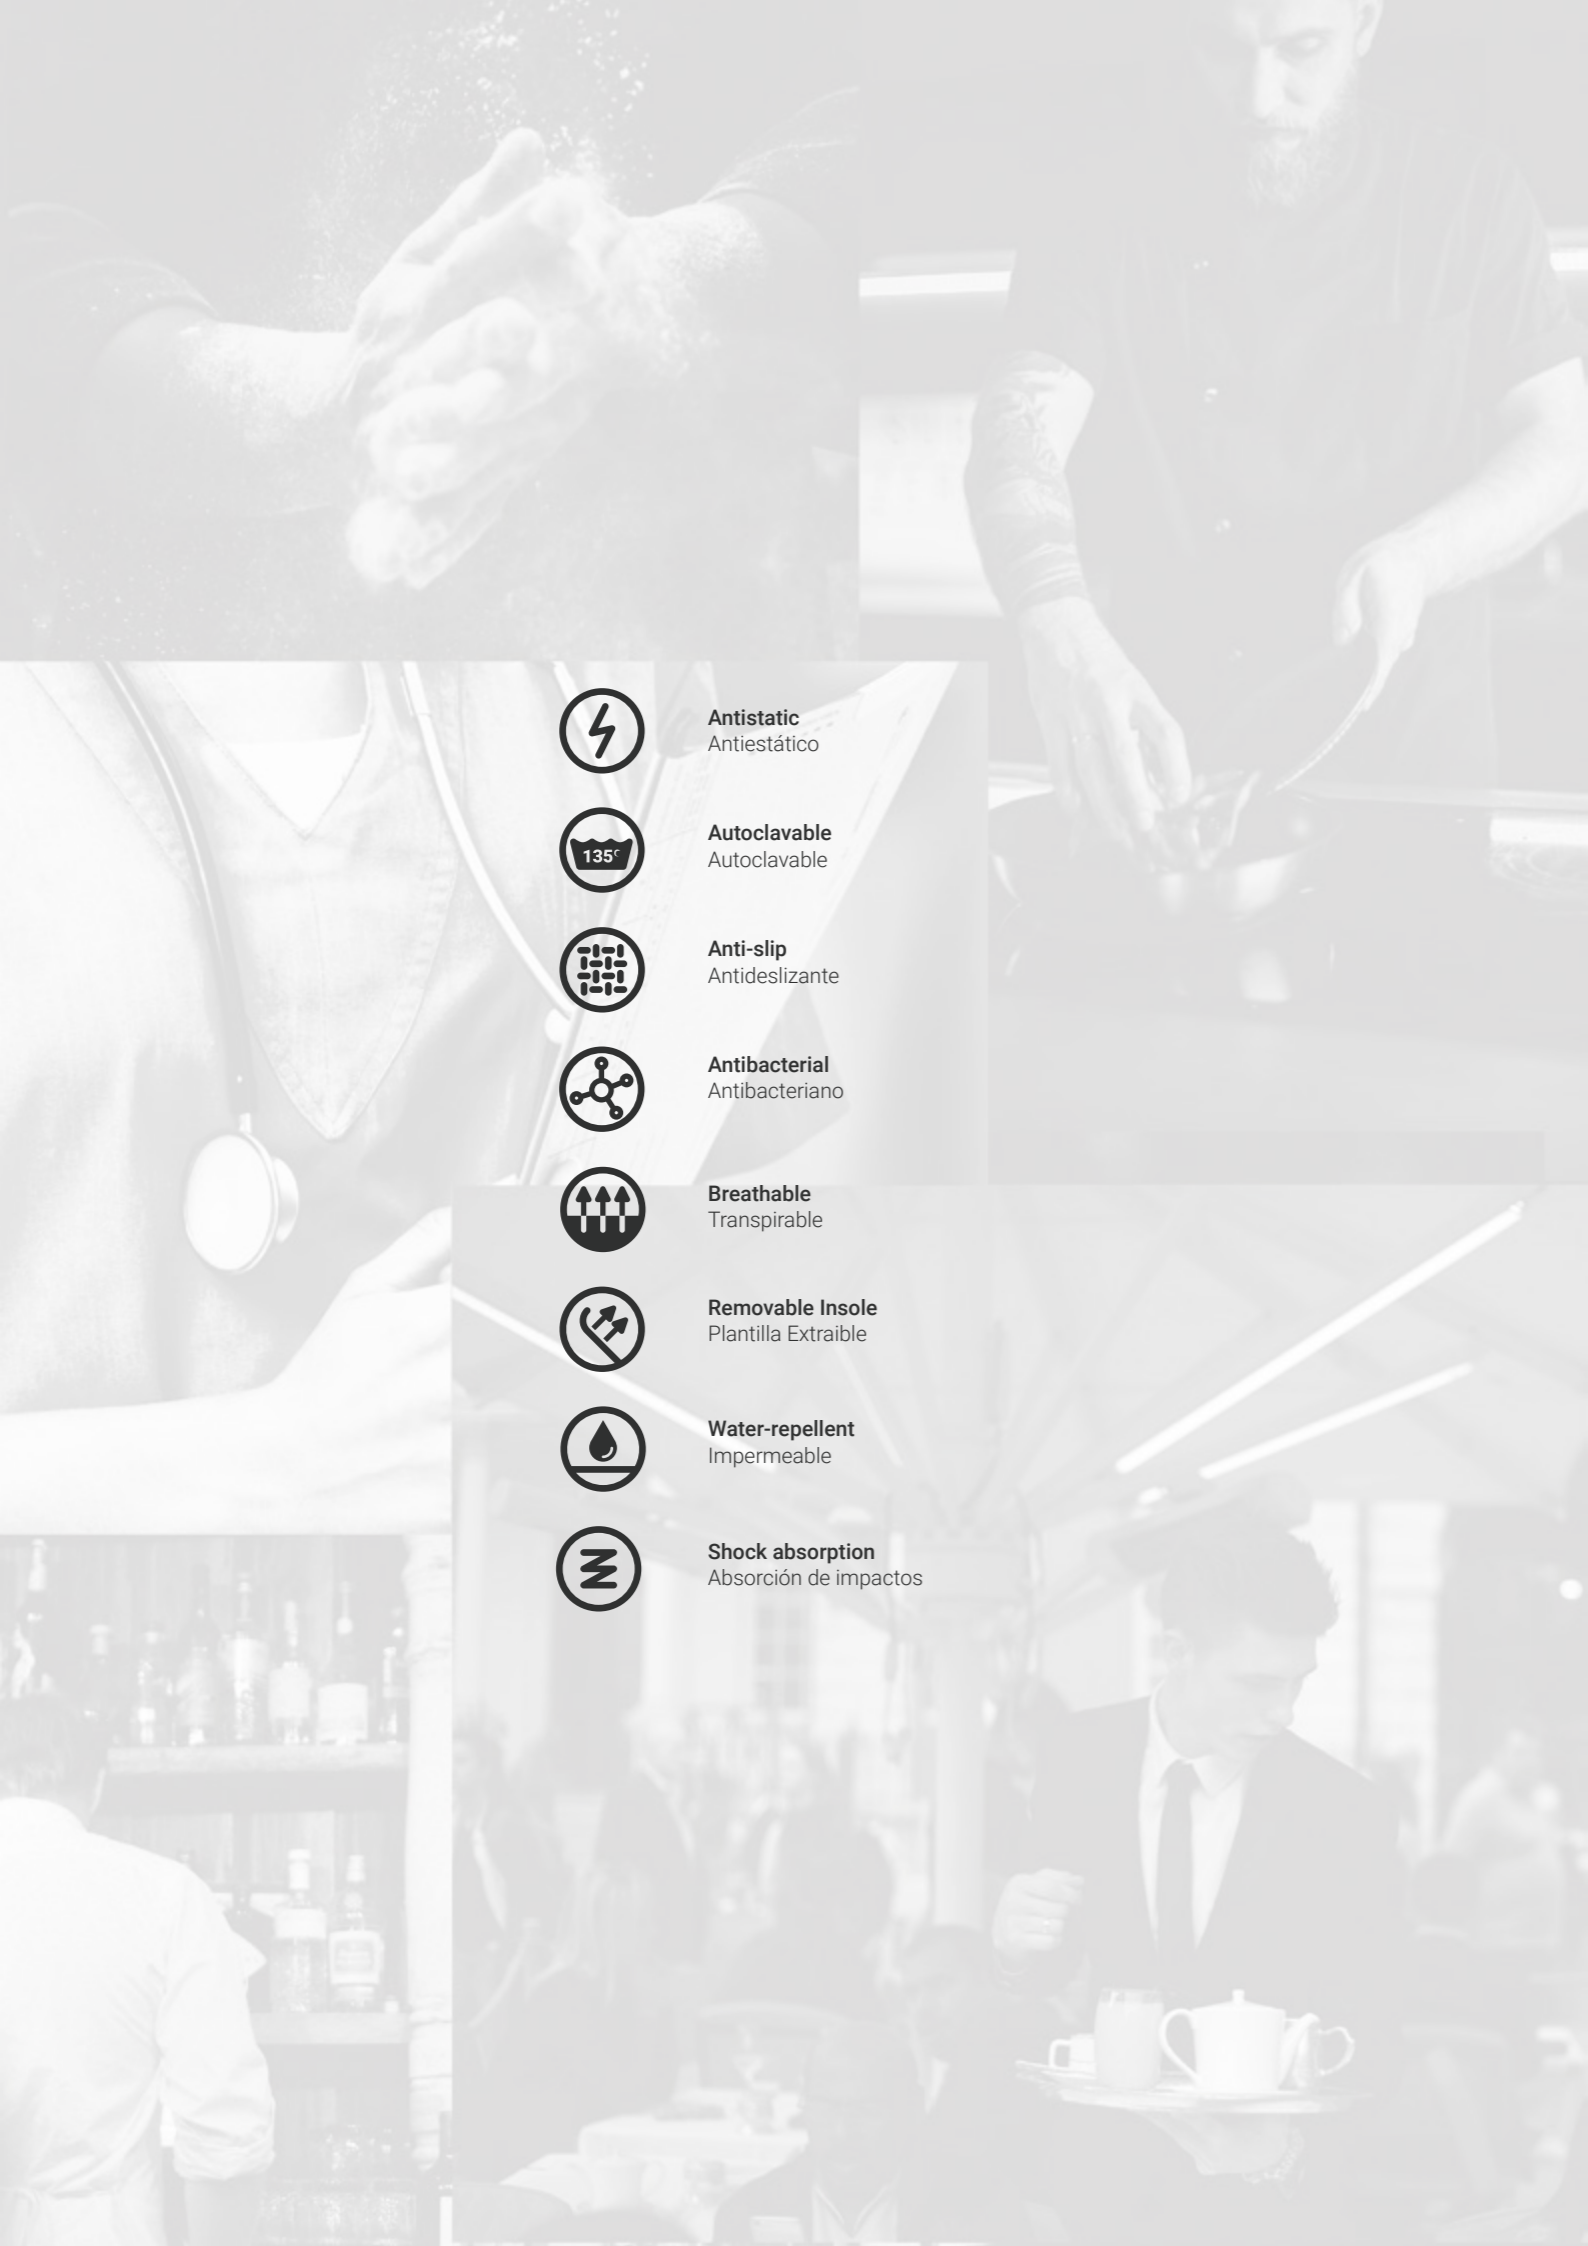 Antistatic
Antiestático
135c
Autoclavable
Autoclavable
Anti-slip
Antideslizante
Antibacterial
Antibacteriano
Breathable
Transpirable
Removable Insole
Plantilla Extraible
Water-repellent
Impermeable
Shock absorption
Absorción de impactos